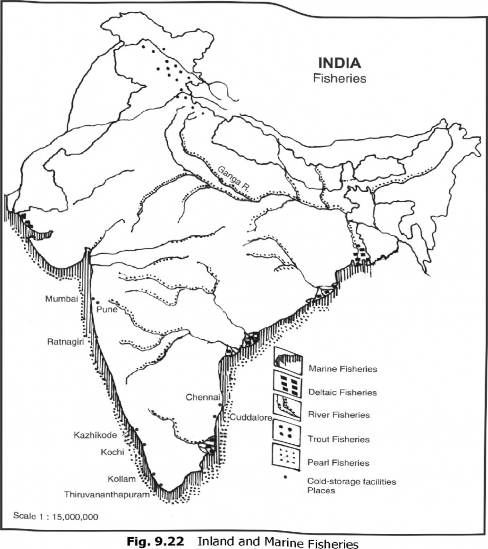 INDIA
Fisheries
Ganga R.
Mumbai
Pune
Ratnagiri
Chennai
Cuddalore
Kazhikode
Kochi
Kollam
Thiruvananthapuram
Marine Fisheries
Deltaic Fisheries
River Fisheries
Trout Fisheries
Pearl Fisheries
Cold-storage facilities
Places
Scale 1 : 15,000,000
Fig. 9.22 Inland and Marine Fisheries